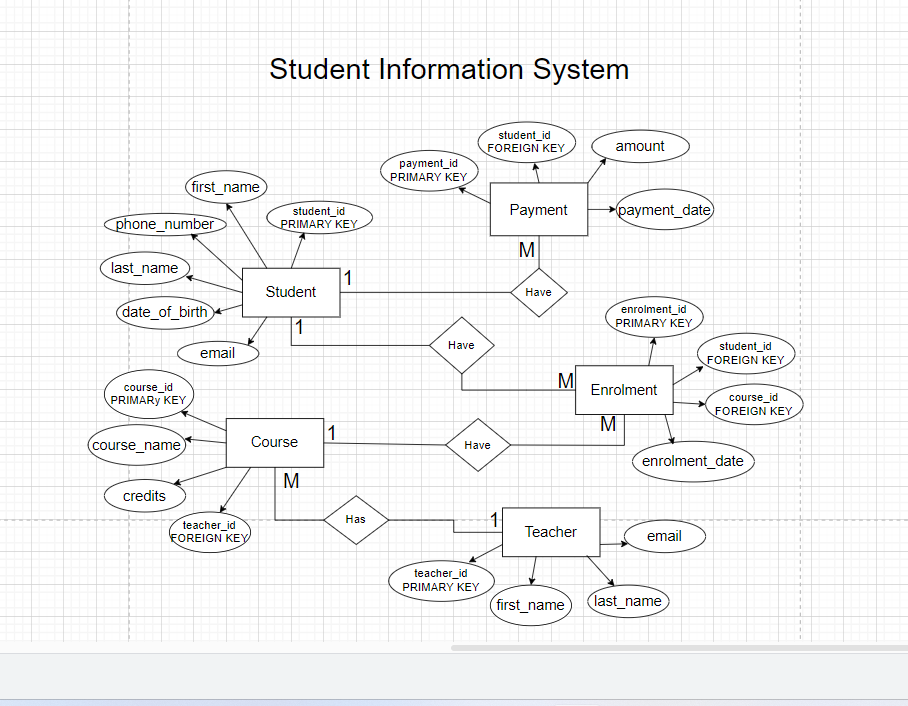 Student Information System
student_id
FOREIGN KEY
amount
payment_id
PRIMARY KEY
first_name
Payment
payment_date
student_id
PRIMARY KEY
phone_number
M
last_name
1
Student
Have
date_of_birth
1
enrolment_id
PRIMARY KEY
email
Have
student_id
FOREIGN KEY
M
Enrolment
course_id
PRIMARy KEY
course_id
FOREIGN KEY
M
1
Course
course_name
Have
enrolment_date
M
credits
Has
1
teacher_id
FOREIGN KEY
Teacher
email
teacher_id
PRIMARY KEY
first_name
last_name